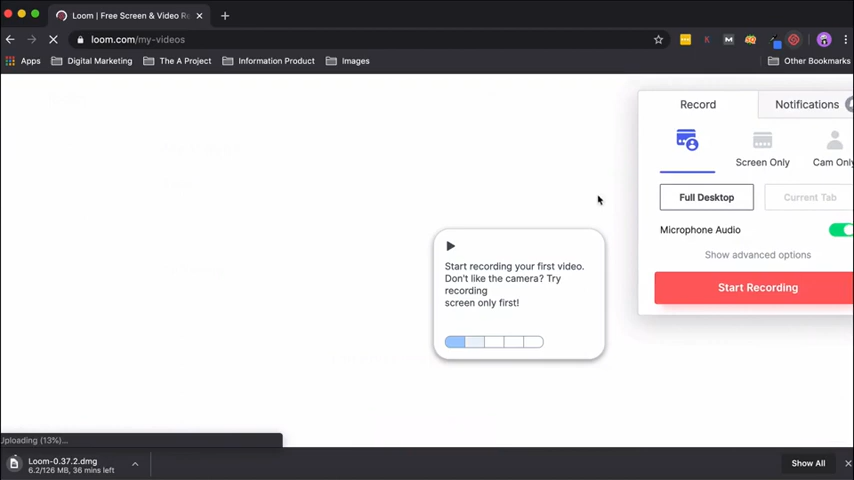 Loom | Free Screen & Video Re
loom.com/my-videos
Apps
Digital Marketing
The A Project
Information Product
Images
Other Bookmarks
Record
Notifications
Screen Only
Cam Only
Full Desktop
Current Tab
Microphone Audio
Show advanced options
Start Recording
Start recording your first video.
Don't like the camera? Try
recording
screen only first!
Uploading (13%)...
Loom-0.37.2.dmg
6.2/126 MB, 36 mins left
Show All